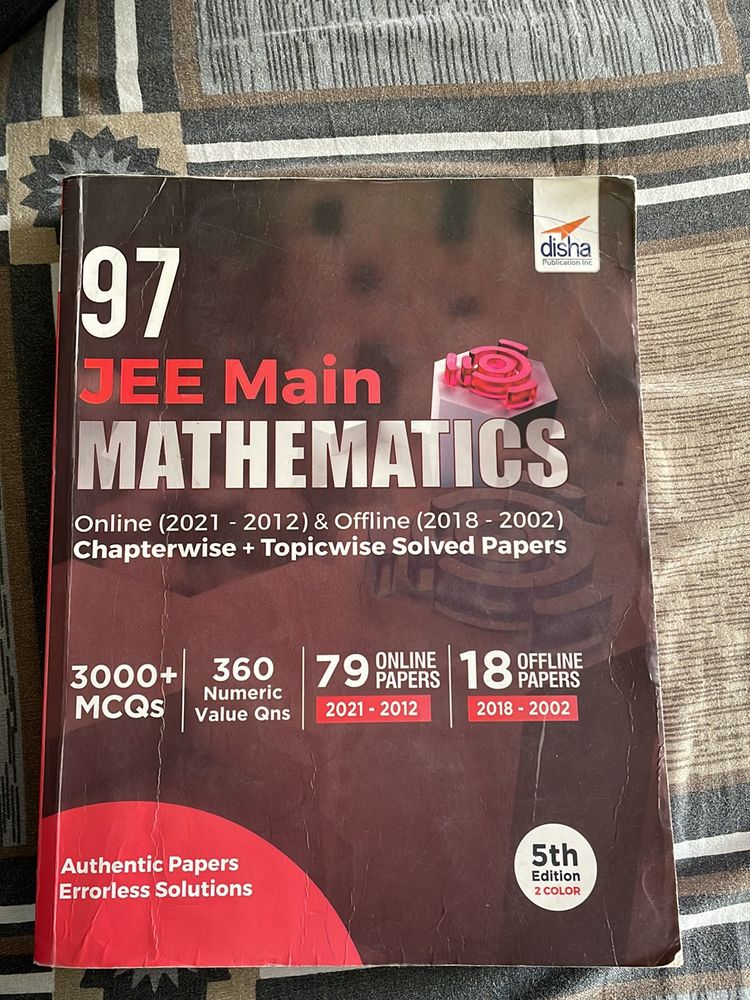 disha
Publication Inc
97
JEE Main
MATHEMATICS
Online (2021 - 2012) & Offline (2018 - 2002)
Chapterwise + Topicwise Solved Papers
3000+
MCQs
360
Numeric
Value Qns
79 ONLINE
PAPERS
2021 - 2012
18 OFFLINE
PAPERS
2018 - 2002
Authentic Papers
Errorless Solutions
5th
Edition
2 COLOR